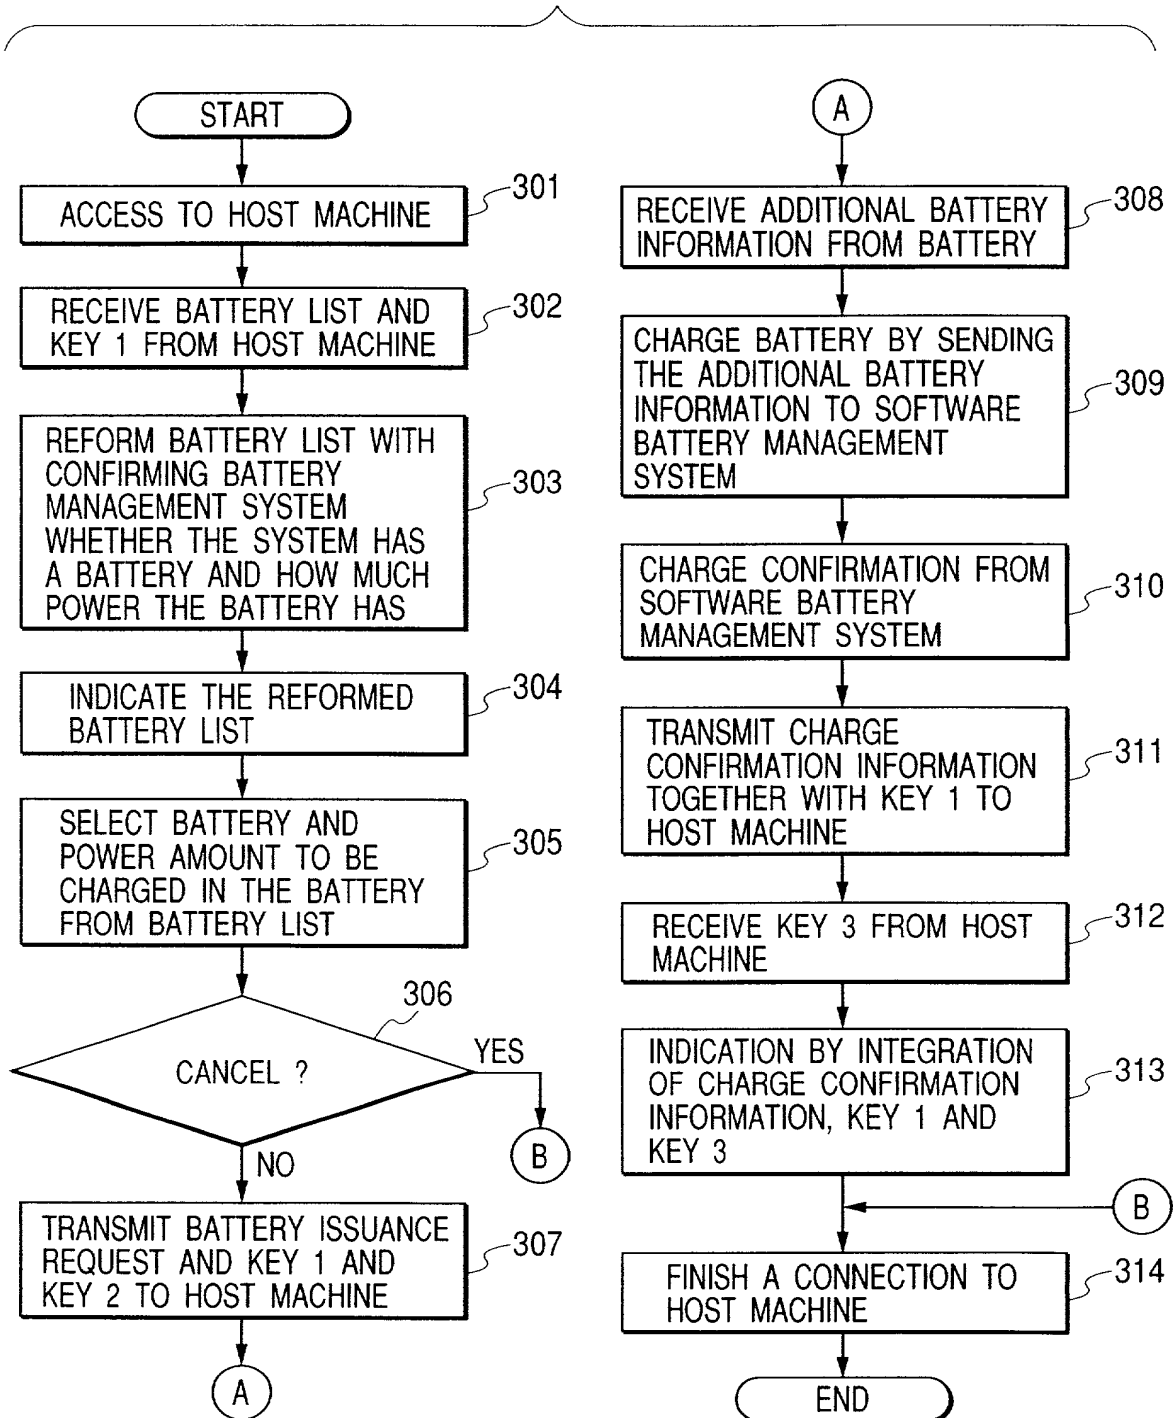 START
ACCESS TO HOST MACHINE
301
RECEIVE BATTERY LIST AND
KEY 1 FROM HOST MACHINE
302
REFORM BATTERY LIST WITH
CONFIRMING BATTERY
MANAGEMENT SYSTEM
WHETHER THE SYSTEM HAS
A BATTERY AND HOW MUCH
POWER THE BATTERY HAS
303
INDICATE THE REFORMED
BATTERY LIST
304
SELECT BATTERY AND
POWER AMOUNT TO BE
CHARGED IN THE BATTERY
FROM BATTERY LIST
305
CANCEL ?
306
YES
B
NO
TRANSMIT BATTERY ISSUANCE
REQUEST AND KEY 1 AND
KEY 2 TO HOST MACHINE
307
A
A
RECEIVE ADDITIONAL BATTERY
INFORMATION FROM BATTERY
308
CHARGE BATTERY BY SENDING
THE ADDITIONAL BATTERY
INFORMATION TO SOFTWARE
BATTERY MANAGEMENT
SYSTEM
309
CHARGE CONFIRMATION FROM
SOFTWARE BATTERY
MANAGEMENT SYSTEM
310
TRANSMIT CHARGE
CONFIRMATION INFORMATION
TOGETHER WITH KEY 1 TO
HOST MACHINE
311
RECEIVE KEY 3 FROM HOST
MACHINE
312
INDICATION BY INTEGRATION
OF CHARGE CONFIRMATION
INFORMATION, KEY 1 AND
KEY 3
313
B
FINISH A CONNECTION TO
HOST MACHINE
314
END